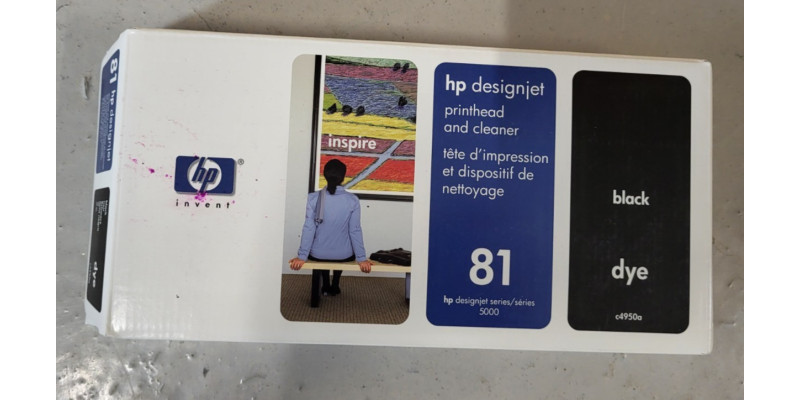 81 hp designjet
dye
hp
®
invent
inspire
hp designjet
printhead
and cleaner
tête d'impression
et dispositif de
nettoyage
81
hp designjet series/séries
5000
black
dye
c4950a